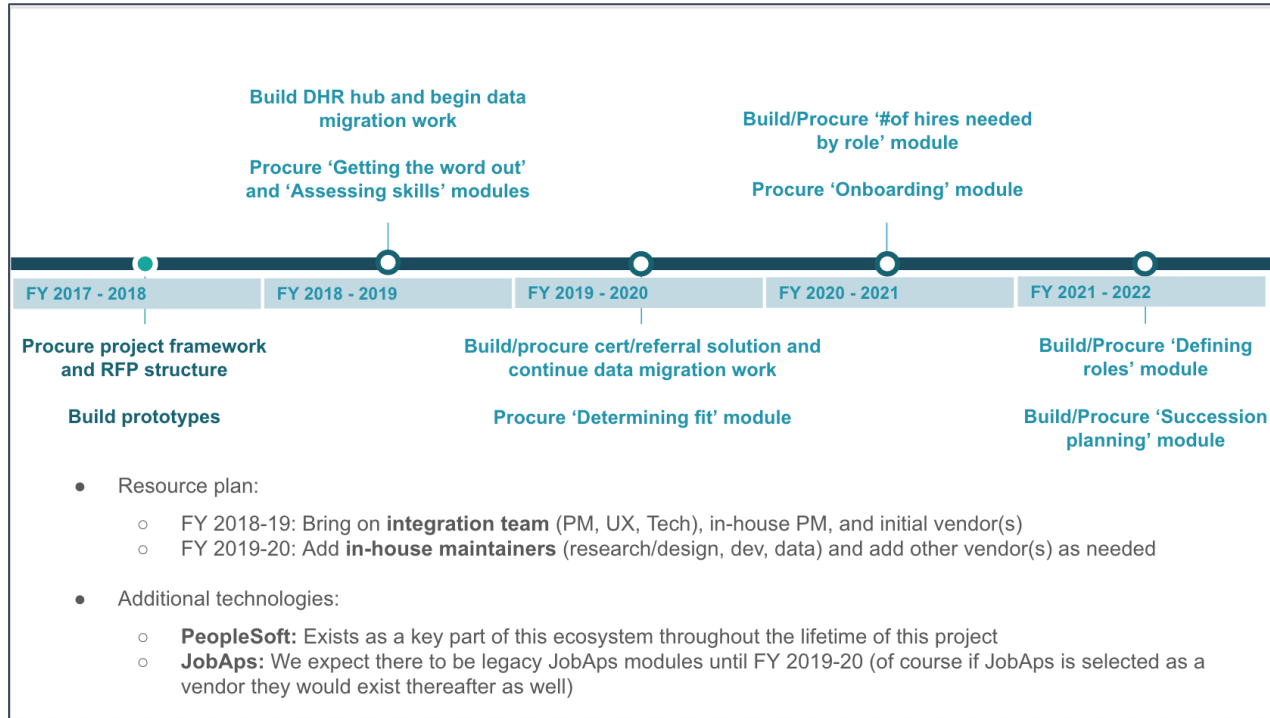 Build DHR hub and begin data
migration work
Procure ‘Getting the word out’
and ‘Assessing skills’ modules
Build/Procure ‘#of hires needed
by role’ module
Procure ‘Onboarding’ module
FY 2017 - 2018
FY 2018 - 2019
FY 2019 - 2020
FY 2020 - 2021
FY 2021 - 2022
Procure project framework
and RFP structure
Build prototypes
Build/procure cert/referral solution and
continue data migration work
Procure ‘Determining fit’ module
Build/Procure ‘Defining
roles’ module
Build/Procure ‘Succession
planning’ module
● Resource plan:
○ FY 2018-19: Bring on integration team (PM, UX, Tech), in-house PM, and initial vendor(s)
○ FY 2019-20: Add in-house maintainers (research/design, dev, data) and add other vendor(s) as needed
● Additional technologies:
○ PeopleSoft: Exists as a key part of this ecosystem throughout the lifetime of this project
○ JobAps: We expect there to be legacy JobAps modules until FY 2019-20 (of course if JobAps is selected as a
vendor they would exist thereafter as well)